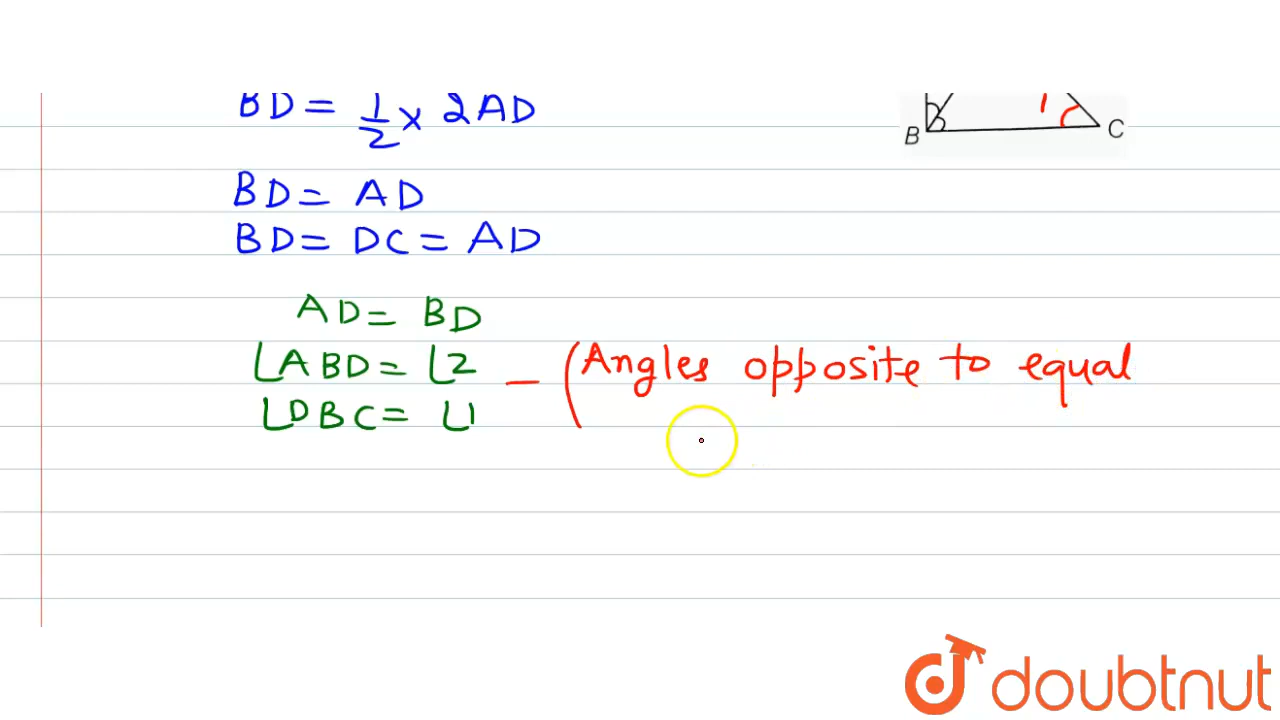 BD = 1/2 × 2AD
BD = AD
BD = DC = AD
AD = BD
∠ABD = ∠2 — (Angles opposite to equal
∠DBC = ∠1
1
B
C
doubtnut